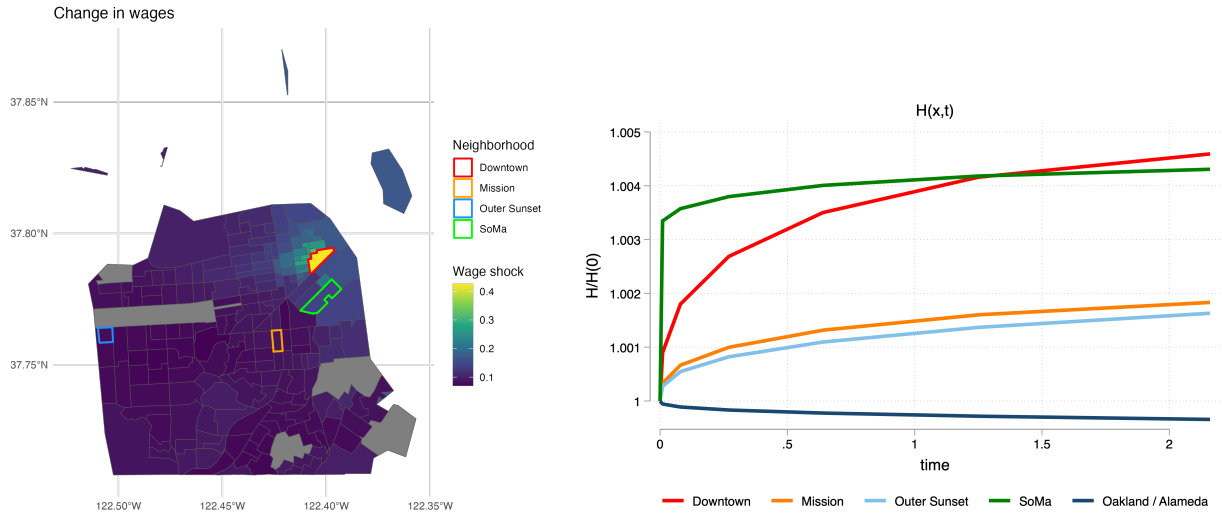 Change in wages
37.85°N
37.80°N
37.75°N
122.50°W 122.45°W 122.40°W 122.35°W
Neighborhood
Downtown
Mission
Outer Sunset
SoMa
Wage shock
0.4
0.3
0.2
0.1
H(x,t)
H/H(0)
1.005
1.004
1.003
1.002
1.001
1
0 .5 1 1.5 2
time
Downtown Mission Outer Sunset SoMa Oakland / Alameda